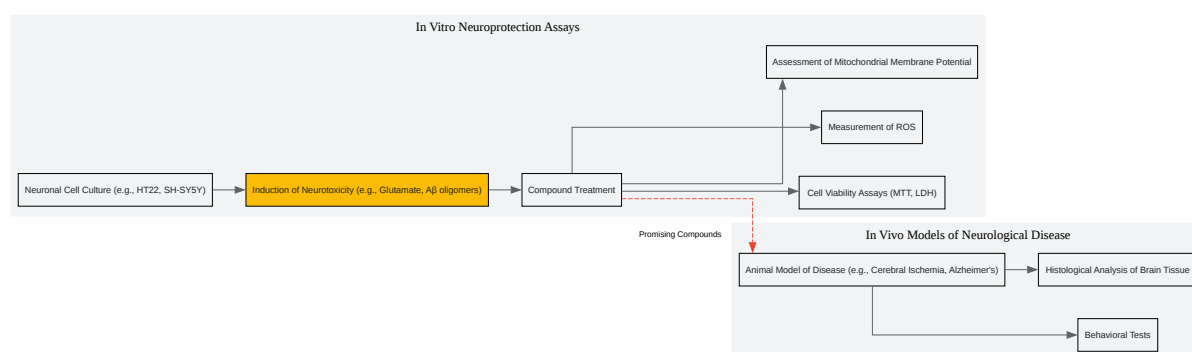 In Vitro Neuroprotection Assays
Assessment of Mitochondrial Membrane Potential
Measurement of ROS
Neuronal Cell Culture (e.g., HT22, SH-SY5Y)
Induction of Neurotoxicity (e.g., Glutamate, Aβ oligomers)
Compound Treatment
Cell Viability Assays (MTT, LDH)
Promising Compounds
In Vivo Models of Neurological Disease
Animal Model of Disease (e.g., Cerebral Ischemia, Alzheimer's)
Histological Analysis of Brain Tissue
Behavioral Tests